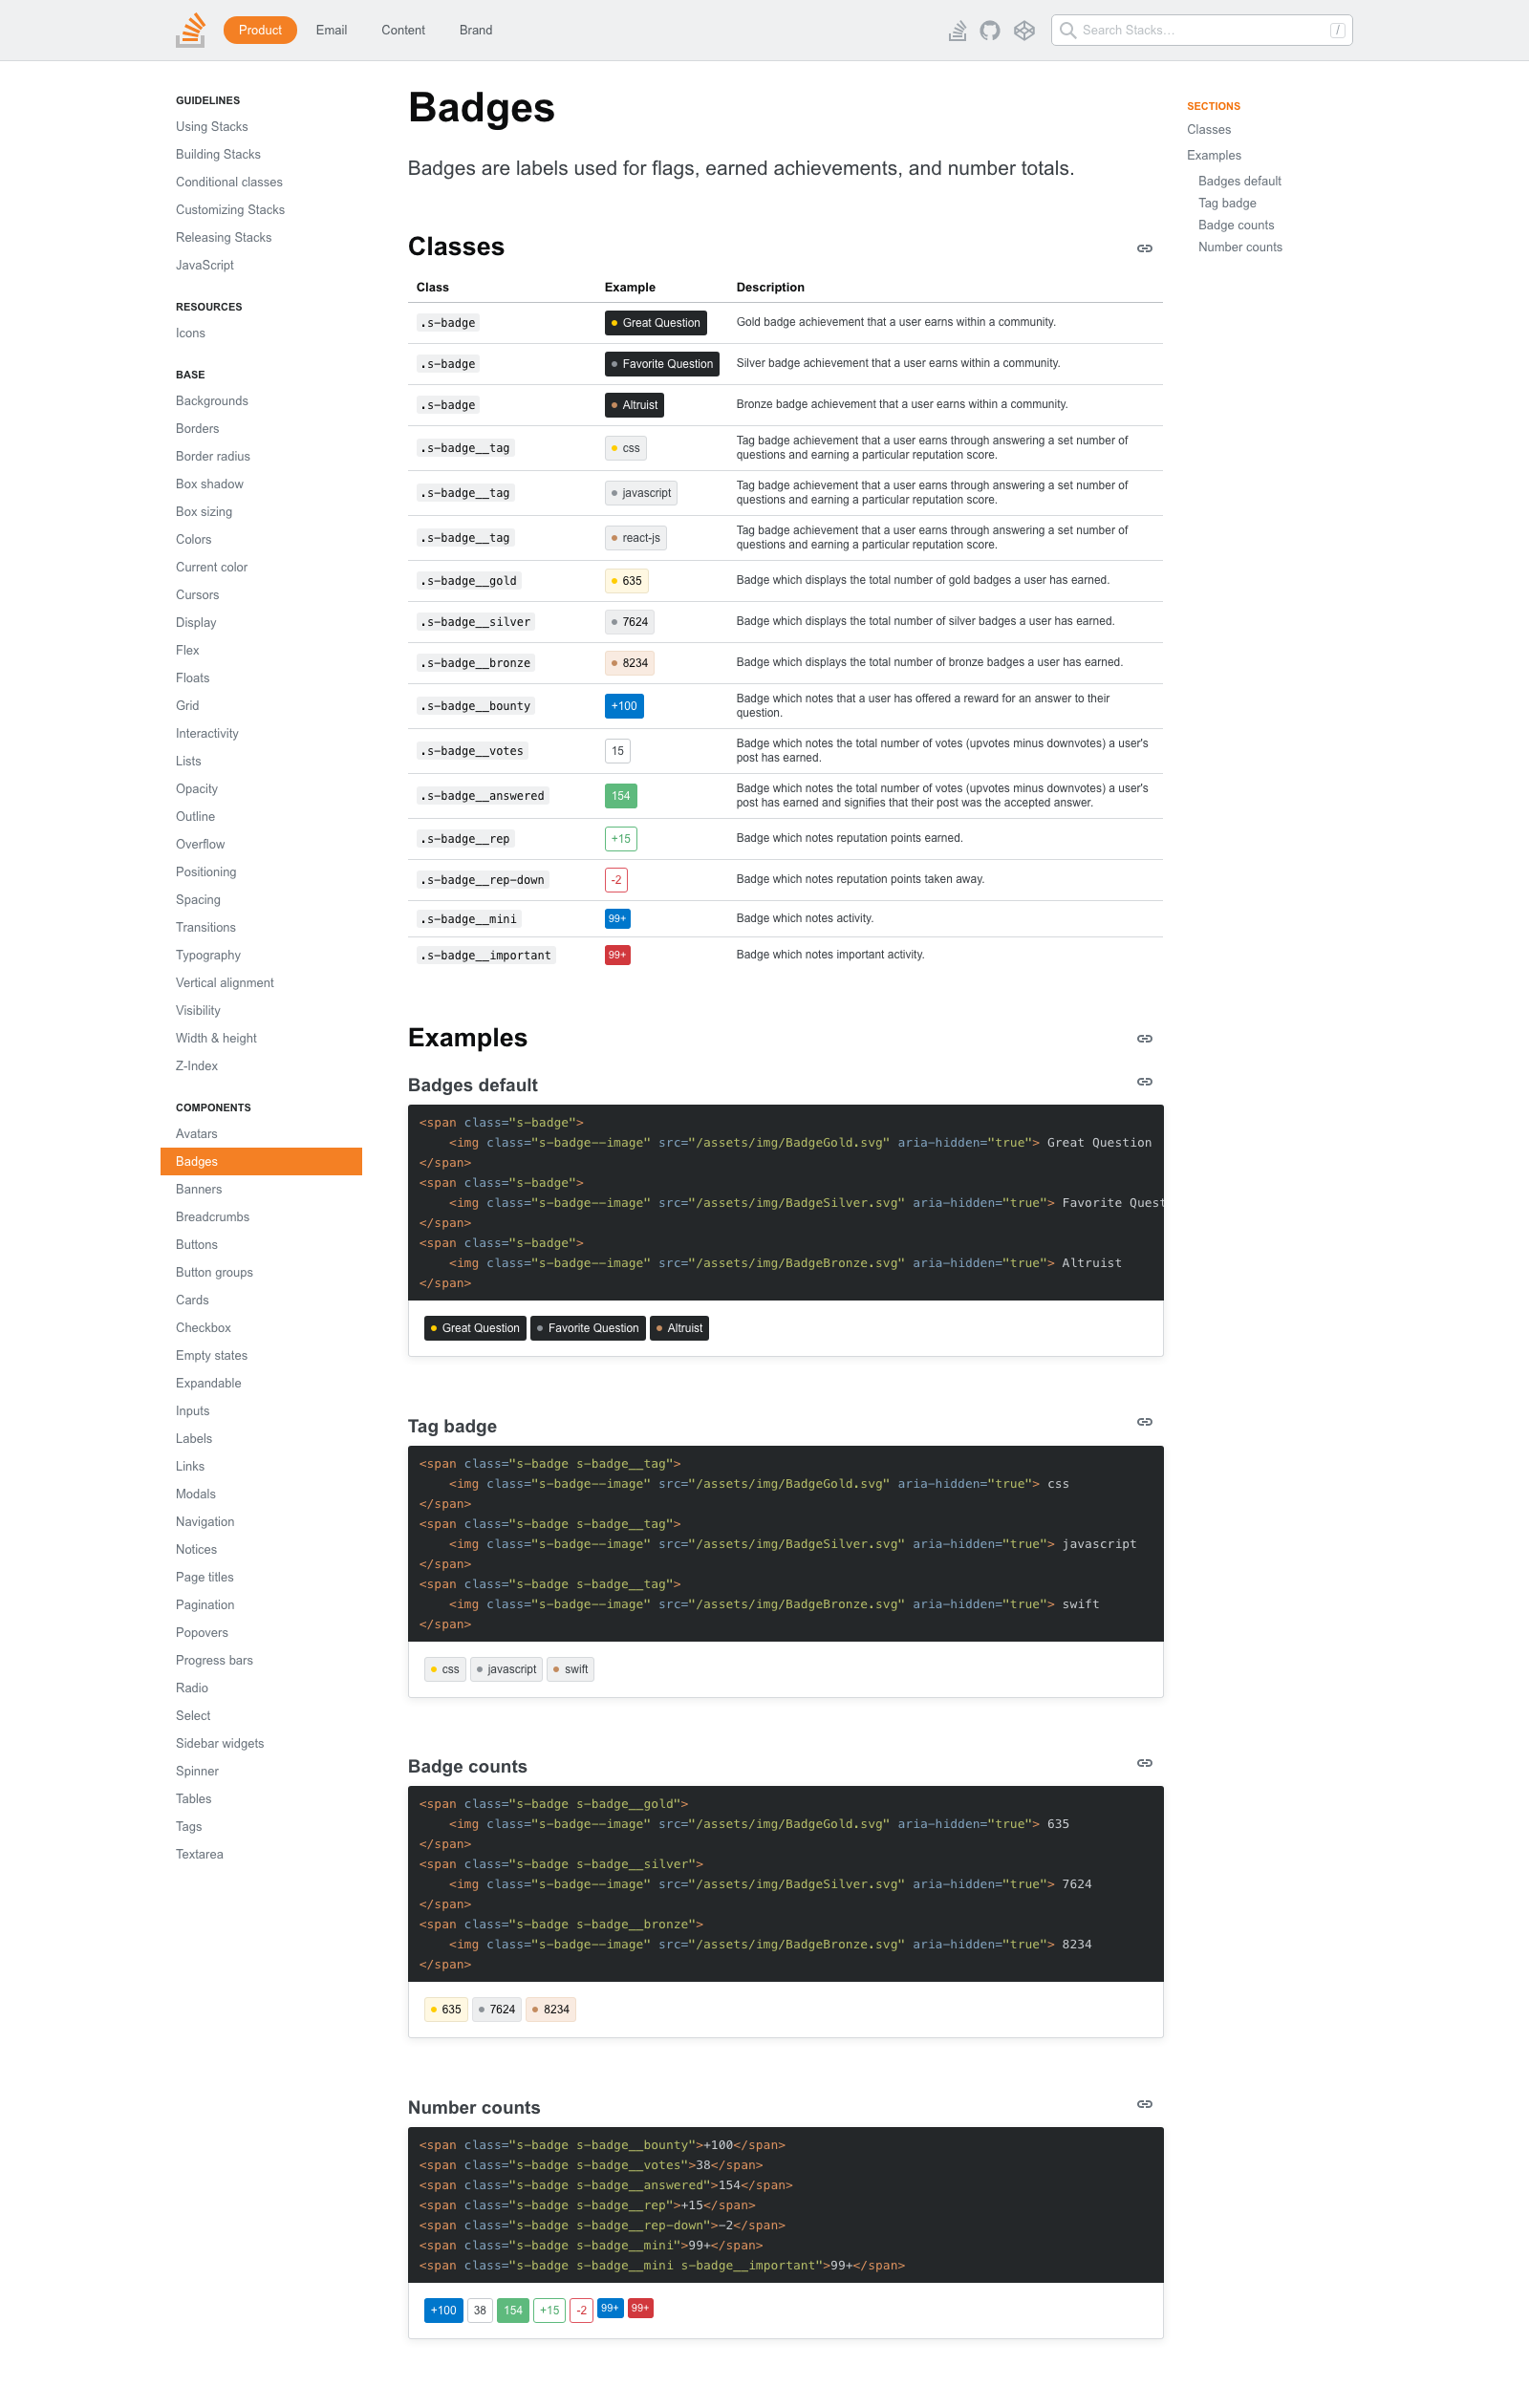 Product
Email
Content
Brand
Search Stacks…
/
GUIDELINES
Using Stacks
Building Stacks
Conditional classes
Customizing Stacks
Releasing Stacks
JavaScript
RESOURCES
Icons
BASE
Backgrounds
Borders
Border radius
Box shadow
Box sizing
Colors
Current color
Cursors
Display
Flex
Floats
Grid
Interactivity
Lists
Opacity
Outline
Overflow
Positioning
Spacing
Transitions
Typography
Vertical alignment
Visibility
Width & height
Z-Index
COMPONENTS
Avatars
Badges
Banners
Breadcrumbs
Buttons
Button groups
Cards
Checkbox
Empty states
Expandable
Inputs
Labels
Links
Modals
Navigation
Notices
Page titles
Pagination
Popovers
Progress bars
Radio
Select
Sidebar widgets
Spinner
Tables
Tags
Textarea
Badges
Badges are labels used for flags, earned achievements, and number totals.
Classes
Class Example Description
.s-badge Great Question Gold badge achievement that a user earns within a community.
.s-badge Favorite Question Silver badge achievement that a user earns within a community.
.s-badge Altruist Bronze badge achievement that a user earns within a community.
.s-badge__tag css Tag badge achievement that a user earns through answering a set number of
questions and earning a particular reputation score.
.s-badge__tag javascript Tag badge achievement that a user earns through answering a set number of
questions and earning a particular reputation score.
.s-badge__tag react-js Tag badge achievement that a user earns through answering a set number of
questions and earning a particular reputation score.
.s-badge__gold 635 Badge which displays the total number of gold badges a user has earned.
.s-badge__silver 7624 Badge which displays the total number of silver badges a user has earned.
.s-badge__bronze 8234 Badge which displays the total number of bronze badges a user has earned.
.s-badge__bounty +100 Badge which notes that a user has offered a reward for an answer to their
question.
.s-badge__votes 15 Badge which notes the total number of votes (upvotes minus downvotes) a user's
post has earned.
.s-badge__answered 154 Badge which notes the total number of votes (upvotes minus downvotes) a user's
post has earned and signifies that their post was the accepted answer.
.s-badge__rep +15 Badge which notes reputation points earned.
.s-badge__rep-down -2 Badge which notes reputation points taken away.
.s-badge__mini 99+ Badge which notes activity.
.s-badge__important 99+ Badge which notes important activity.
Examples
Badges default
<span class="s-badge">
<img class="s-badge--image" src="/assets/img/BadgeGold.svg" aria-hidden="true"> Great Question
</span>
<span class="s-badge">
<img class="s-badge--image" src="/assets/img/BadgeSilver.svg" aria-hidden="true"> Favorite Quest
</span>
<span class="s-badge">
<img class="s-badge--image" src="/assets/img/BadgeBronze.svg" aria-hidden="true"> Altruist
</span>
Great Question Favorite Question Altruist
Tag badge
<span class="s-badge s-badge__tag">
<img class="s-badge--image" src="/assets/img/BadgeGold.svg" aria-hidden="true"> css
</span>
<span class="s-badge s-badge__tag">
<img class="s-badge--image" src="/assets/img/BadgeSilver.svg" aria-hidden="true"> javascript
</span>
<span class="s-badge s-badge__tag">
<img class="s-badge--image" src="/assets/img/BadgeBronze.svg" aria-hidden="true"> swift
</span>
css javascript swift
Badge counts
<span class="s-badge s-badge__gold">
<img class="s-badge--image" src="/assets/img/BadgeGold.svg" aria-hidden="true"> 635
</span>
<span class="s-badge s-badge__silver">
<img class="s-badge--image" src="/assets/img/BadgeSilver.svg" aria-hidden="true"> 7624
</span>
<span class="s-badge s-badge__bronze">
<img class="s-badge--image" src="/assets/img/BadgeBronze.svg" aria-hidden="true"> 8234
</span>
635 7624 8234
Number counts
<span class="s-badge s-badge__bounty">+100</span>
<span class="s-badge s-badge__votes">38</span>
<span class="s-badge s-badge__answered">154</span>
<span class="s-badge s-badge__rep">+15</span>
<span class="s-badge s-badge__rep-down">-2</span>
<span class="s-badge s-badge__mini">99+</span>
<span class="s-badge s-badge__mini s-badge__important">99+</span>
+100 38 154 +15 -2 99+ 99+
SECTIONS
Classes
Examples
Badges default
Tag badge
Badge counts
Number counts